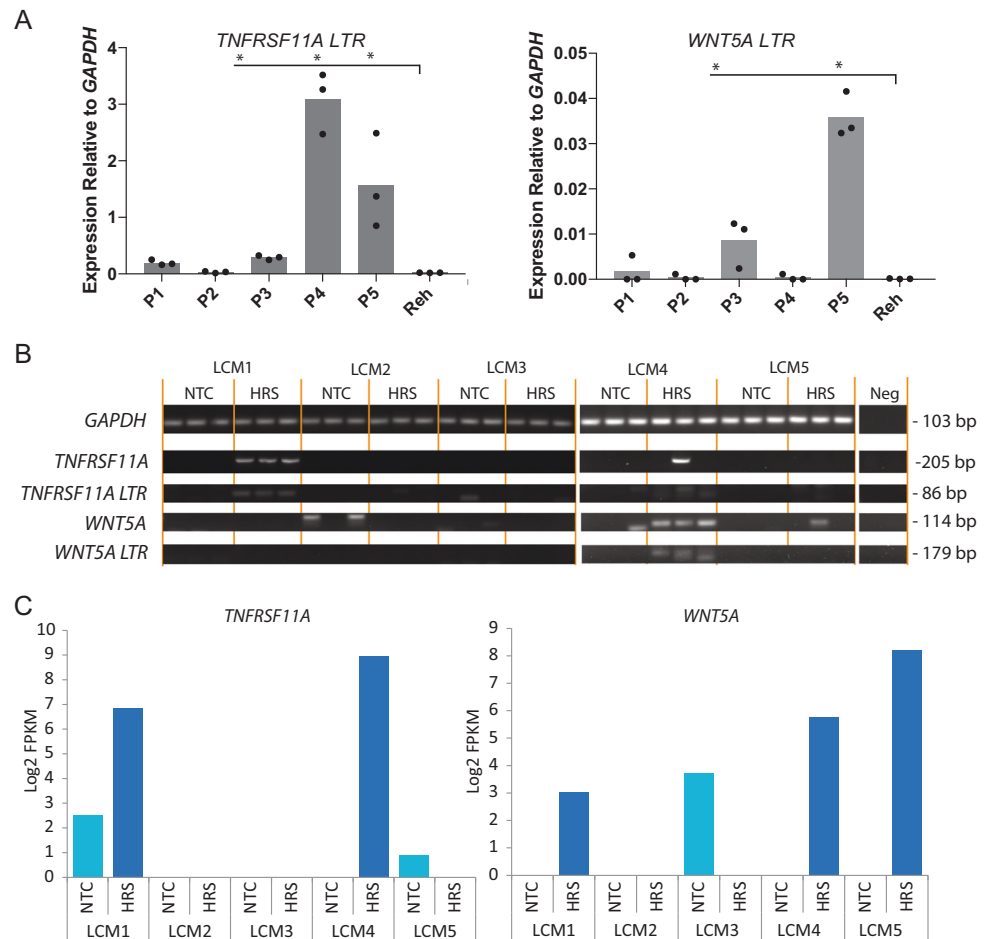 A
TNFRSF11A LTR
Expression Relative to GAPDH
4
3
2
1
0
* * *
P1 P2 P3 P4 P5 Reh
WNT5A LTR
Expression Relative to GAPDH
0.05
0.04
0.03
0.02
0.01
0.00
* *
P1 P2 P3 P4 P5 Reh
B
LCM1 LCM2 LCM3 LCM4 LCM5
NTC HRS NTC HRS NTC HRS NTC HRS NTC HRS Neg
GAPDH - 103 bp
TNFRSF11A -205 bp
TNFRSF11A LTR - 86 bp
WNT5A - 114 bp
WNT5A LTR - 179 bp
C
TNFRSF11A
Log2 FPKM
10
9
8
7
6
5
4
3
2
1
0
NTC HRS NTC HRS NTC HRS NTC HRS NTC HRS
LCM1 LCM2 LCM3 LCM4 LCM5
WNT5A
Log2 FPKM
9
8
7
6
5
4
3
2
1
0
NTC HRS NTC HRS NTC HRS NTC HRS NTC HRS
LCM1 LCM2 LCM3 LCM4 LCM5